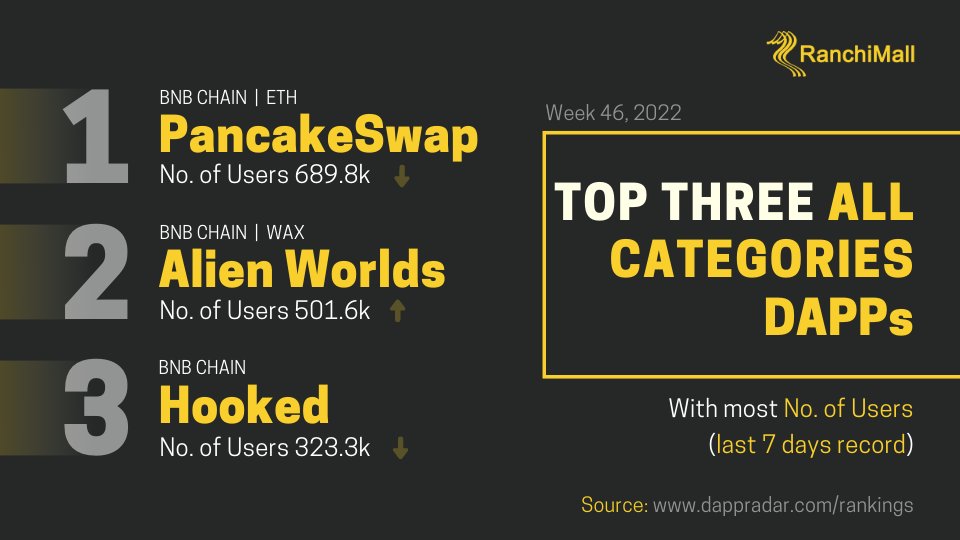 1
BNB CHAIN | ETH
PancakeSwap
No. of Users 689.8k
2
BNB CHAIN | WAX
Alien Worlds
No. of Users 501.6k
3
BNB CHAIN
Hooked
No. of Users 323.3k
RanchiMall
Week 46, 2022
TOP THREE ALL
CATEGORIES
DAPPs
With most No. of Users
(last 7 days record)
Source: www.dappradar.com/rankings